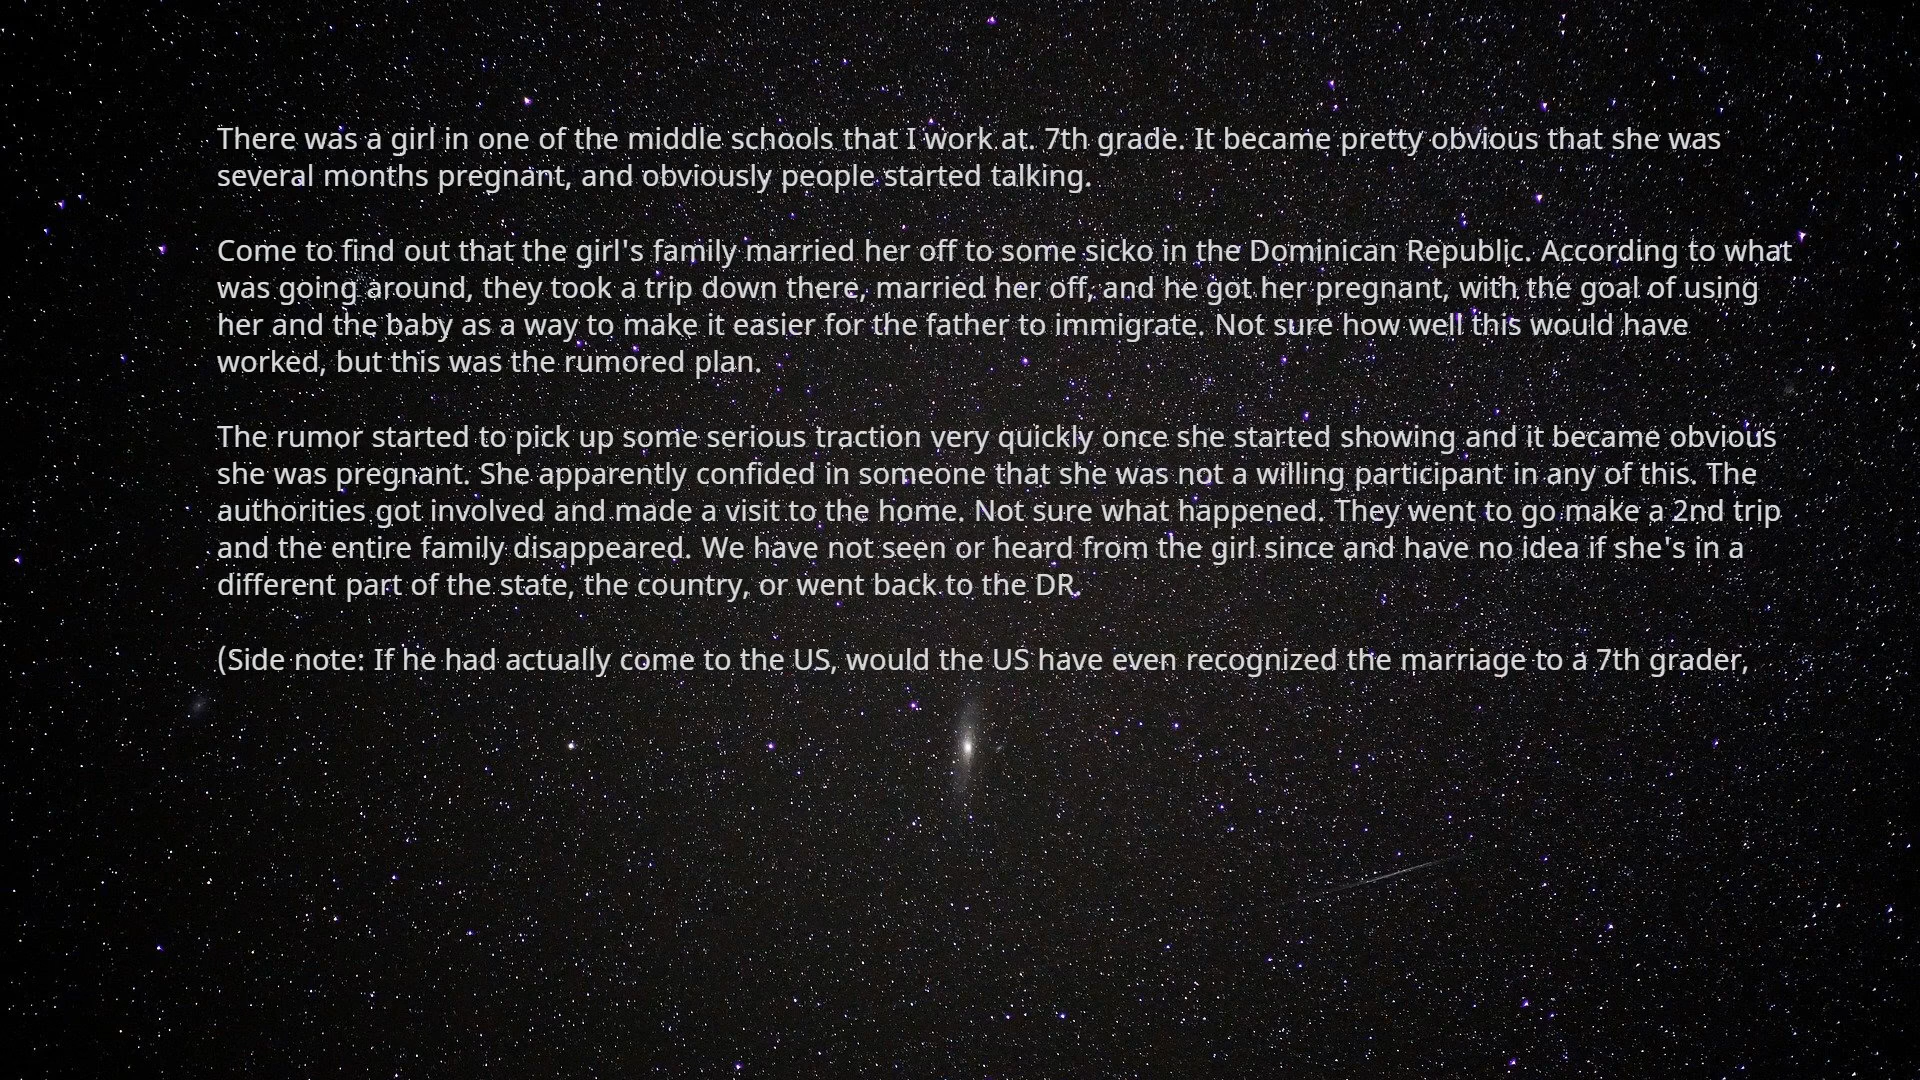 There was a girl in one of the middle schools that I work at. 7th grade. It became pretty obvious that she was
several months pregnant, and obviously people started talking.
Come to find out that the girl's family married her off to some sicko in the Dominican Republic. According to what
was going around, they took a trip down there, married her off, and he got her pregnant, with the goal of using
her and the baby as a way to make it easier for the father to immigrate. Not sure how well this would have
worked, but this was the rumored plan.
The rumor started to pick up some serious traction very quickly once she started showing and it became obvious
she was pregnant. She apparently confided in someone that she was not a willing participant in any of this. The
authorities got involved and made a visit to the home. Not sure what happened. They went to go make a 2nd trip
and the entire family disappeared. We have not seen or heard from the girl since and have no idea if she's in a
different part of the state, the country, or went back to the DR.
(Side note: If he had actually come to the US, would the US have even recognized the marriage to a 7th grader,